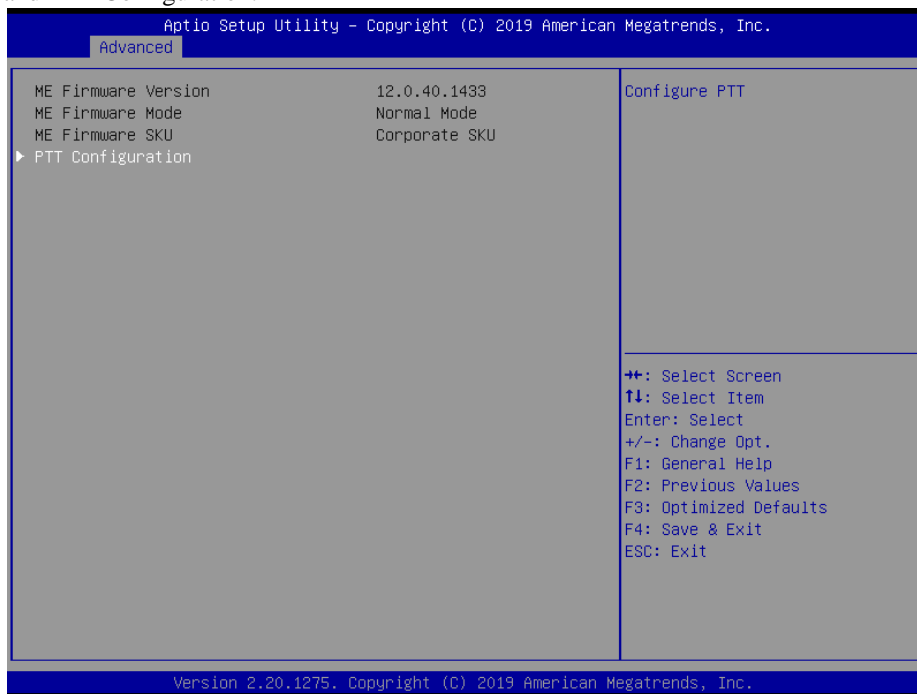 Aptio Setup Utility – Copyright (C) 2019 American Megatrends, Inc.
Advanced
ME Firmware Version 12.0.40.1433
ME Firmware Mode Normal Mode
ME Firmware SKU Corporate SKU
PTT Configuration
Configure PTT
→←: Select Screen
↑↓: Select Item
Enter: Select
+/-: Change Opt.
F1: General Help
F2: Previous Values
F3: Optimized Defaults
F4: Save & Exit
ESC: Exit
Version 2.20.1275. Copyright (C) 2019 American Megatrends, Inc.